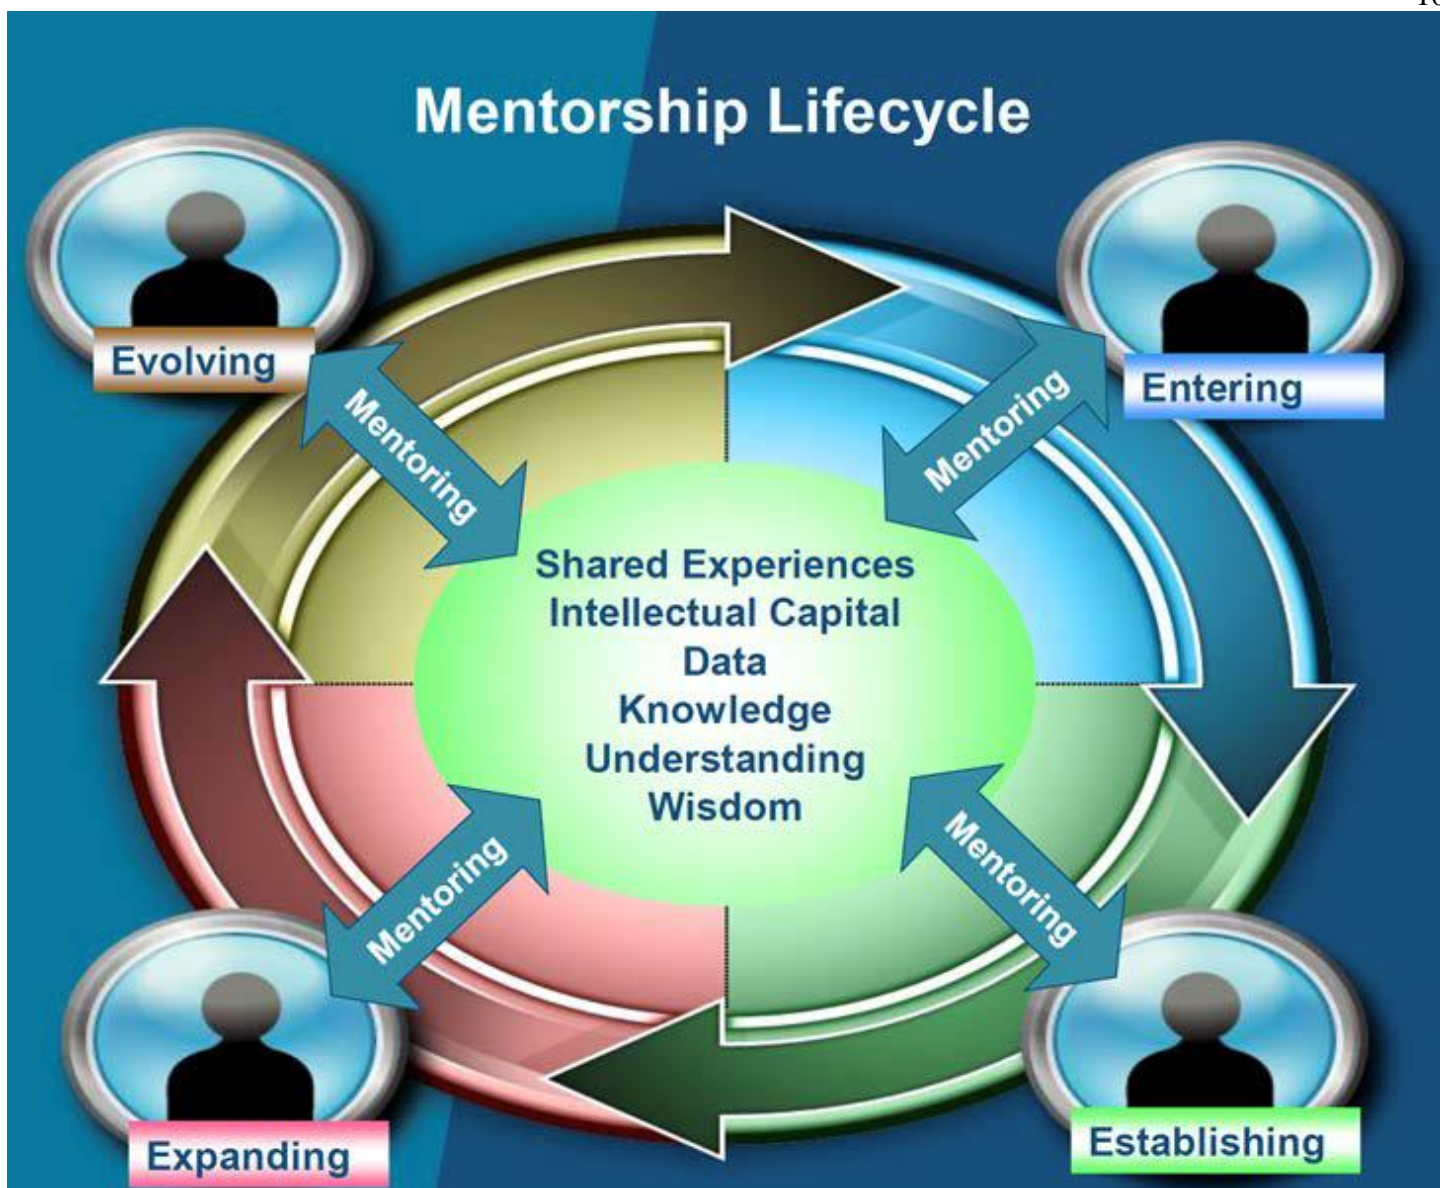 Mentorship Lifecycle
Evolving
Entering
Mentoring
Mentoring
Shared Experiences
Intellectual Capital
Data
Knowledge
Understanding
Wisdom
Mentoring
Mentoring
Expanding
Establishing